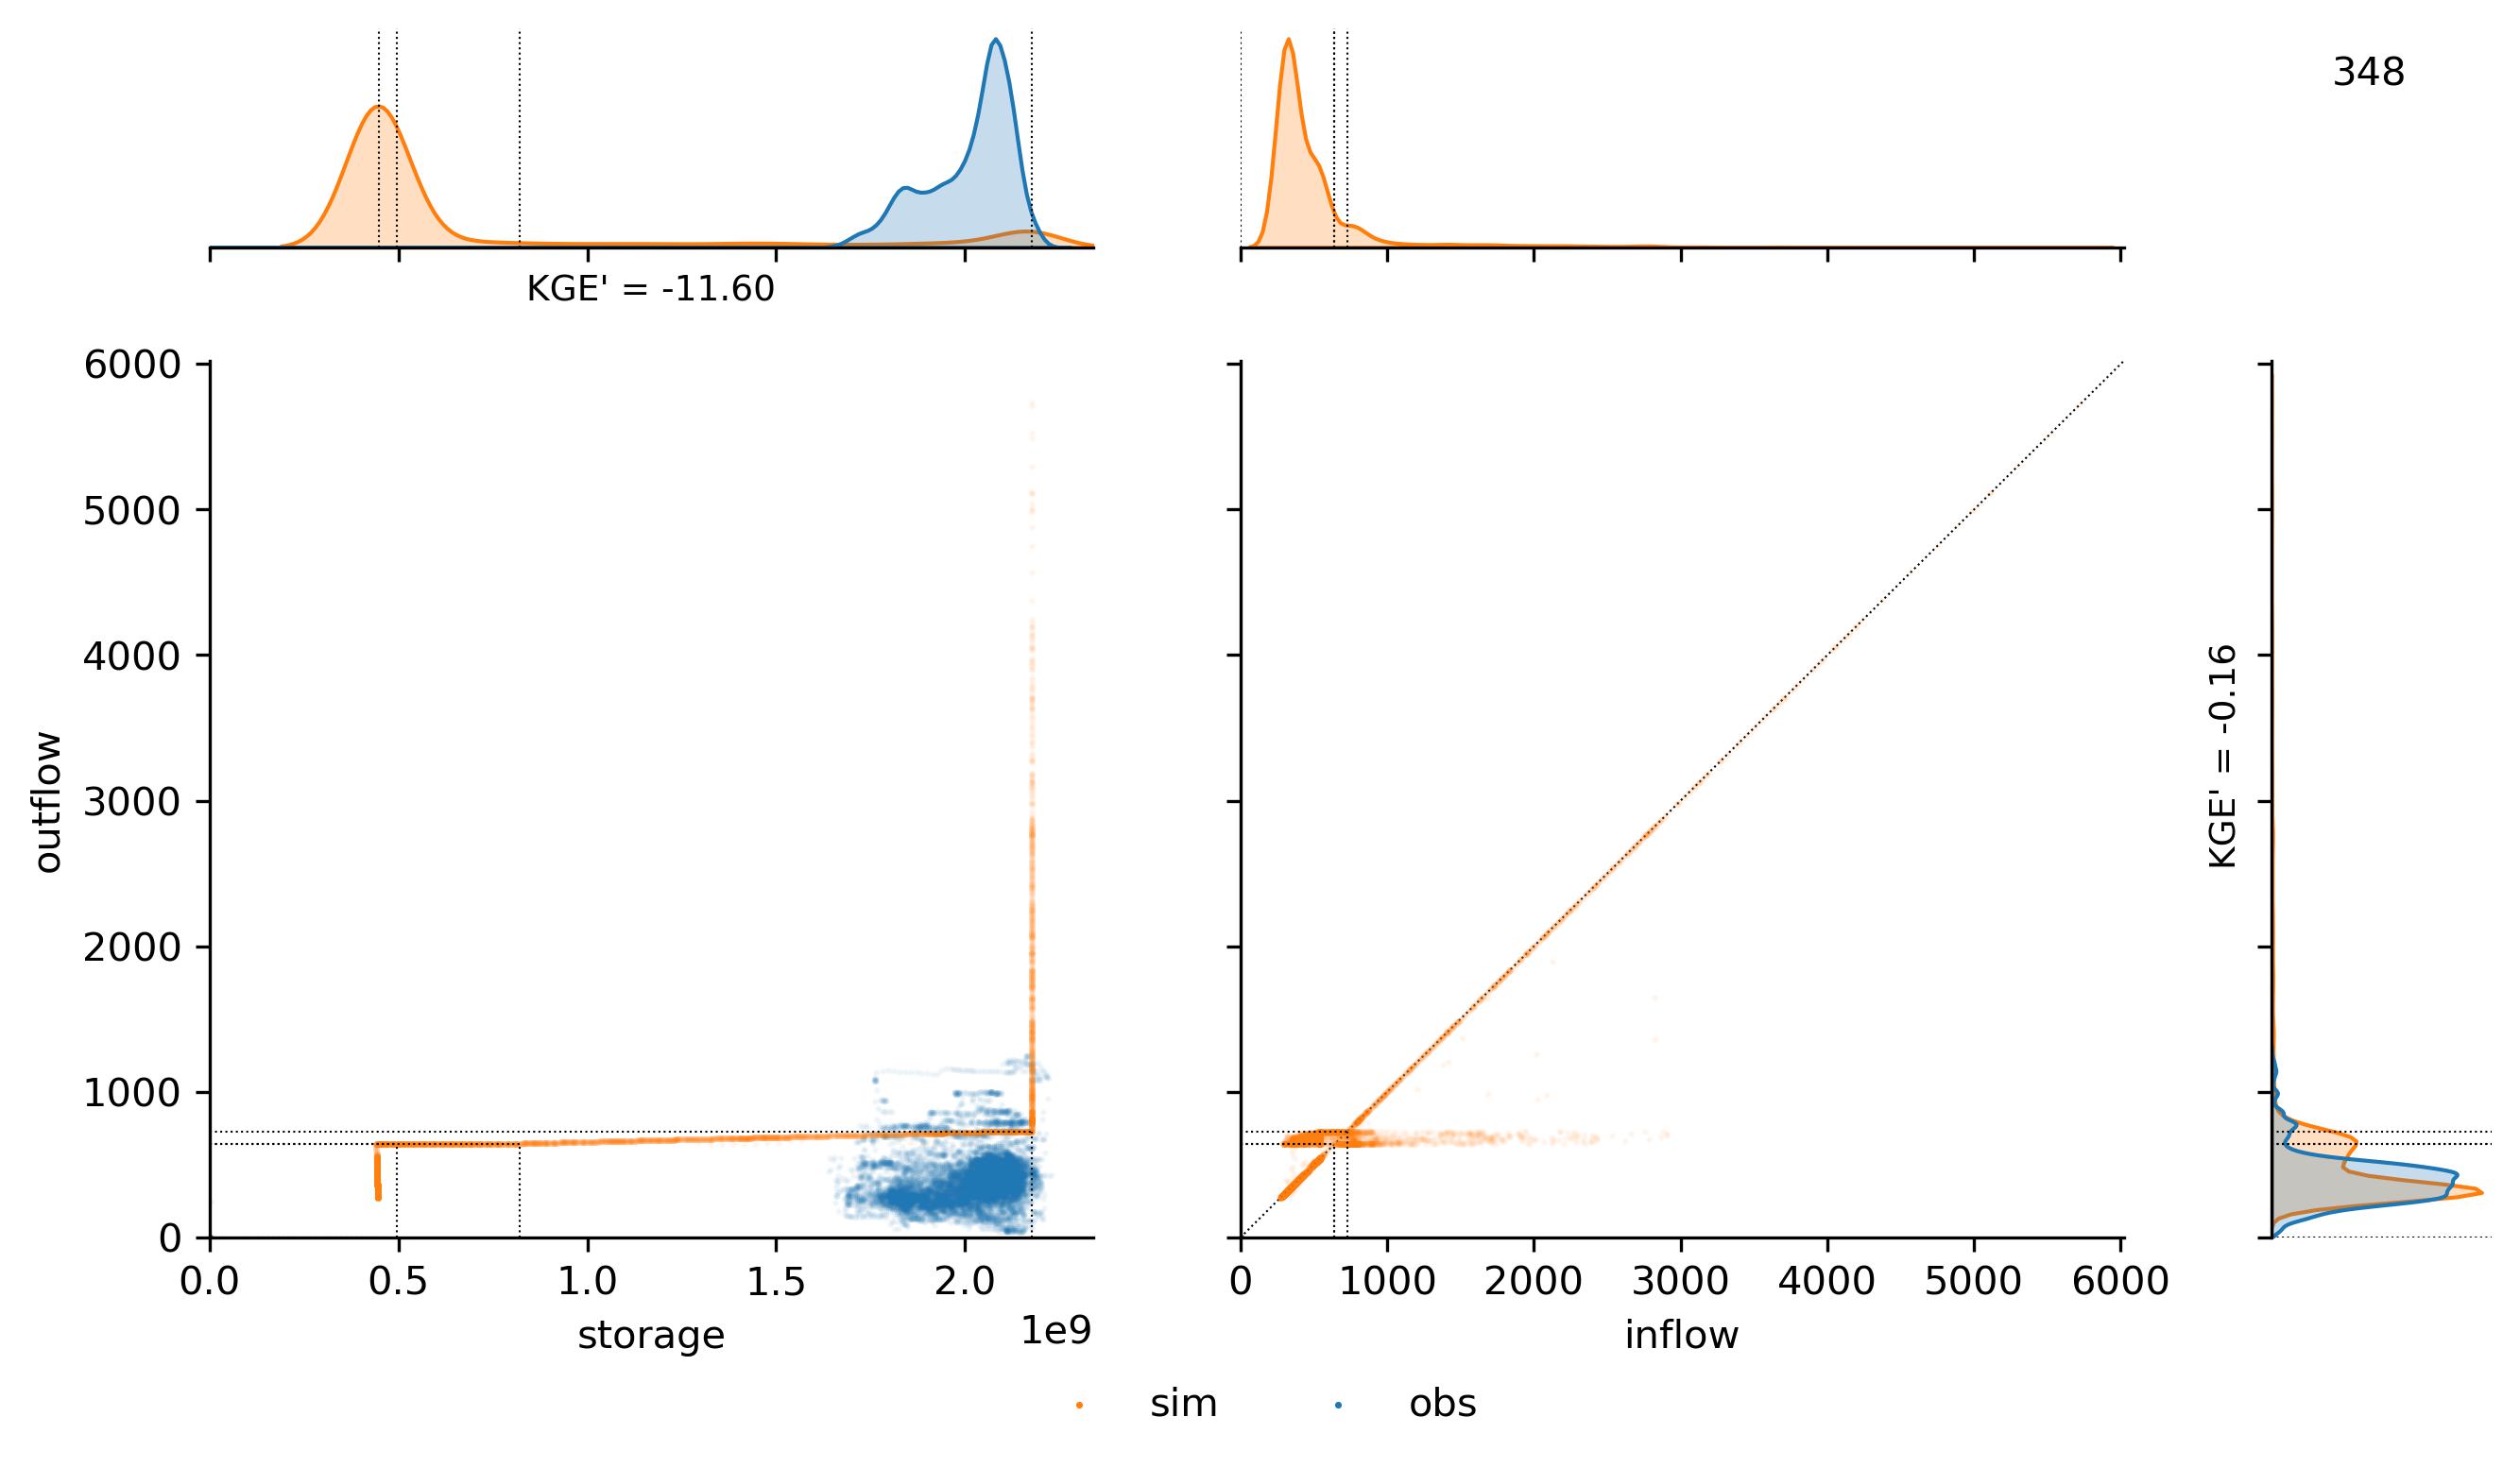 348
KGE' = -11.60
6000
5000
4000
3000
2000
1000
0
outflow
KGE' = -0.16
0.0 0.5 1.0 1.5 2.0
0 1000 2000 3000 4000 5000 6000
1e9
storage
inflow
sim obs